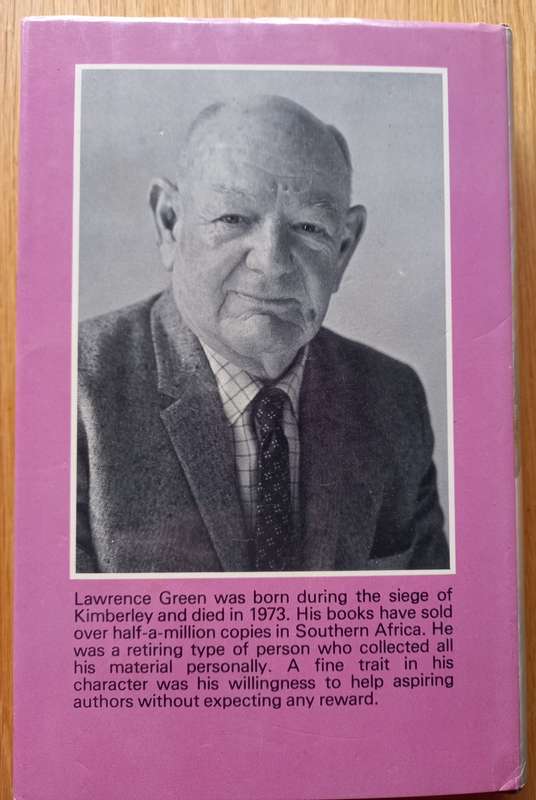 Lawrence Green was born during the siege of
Kimberley and died in 1973. His books have sold
over half-a-million copies in Southern Africa. He
was a retiring type of person who collected all
his material personally. A fine trait in his
character was his willingness to help aspiring
authors without expecting any reward.